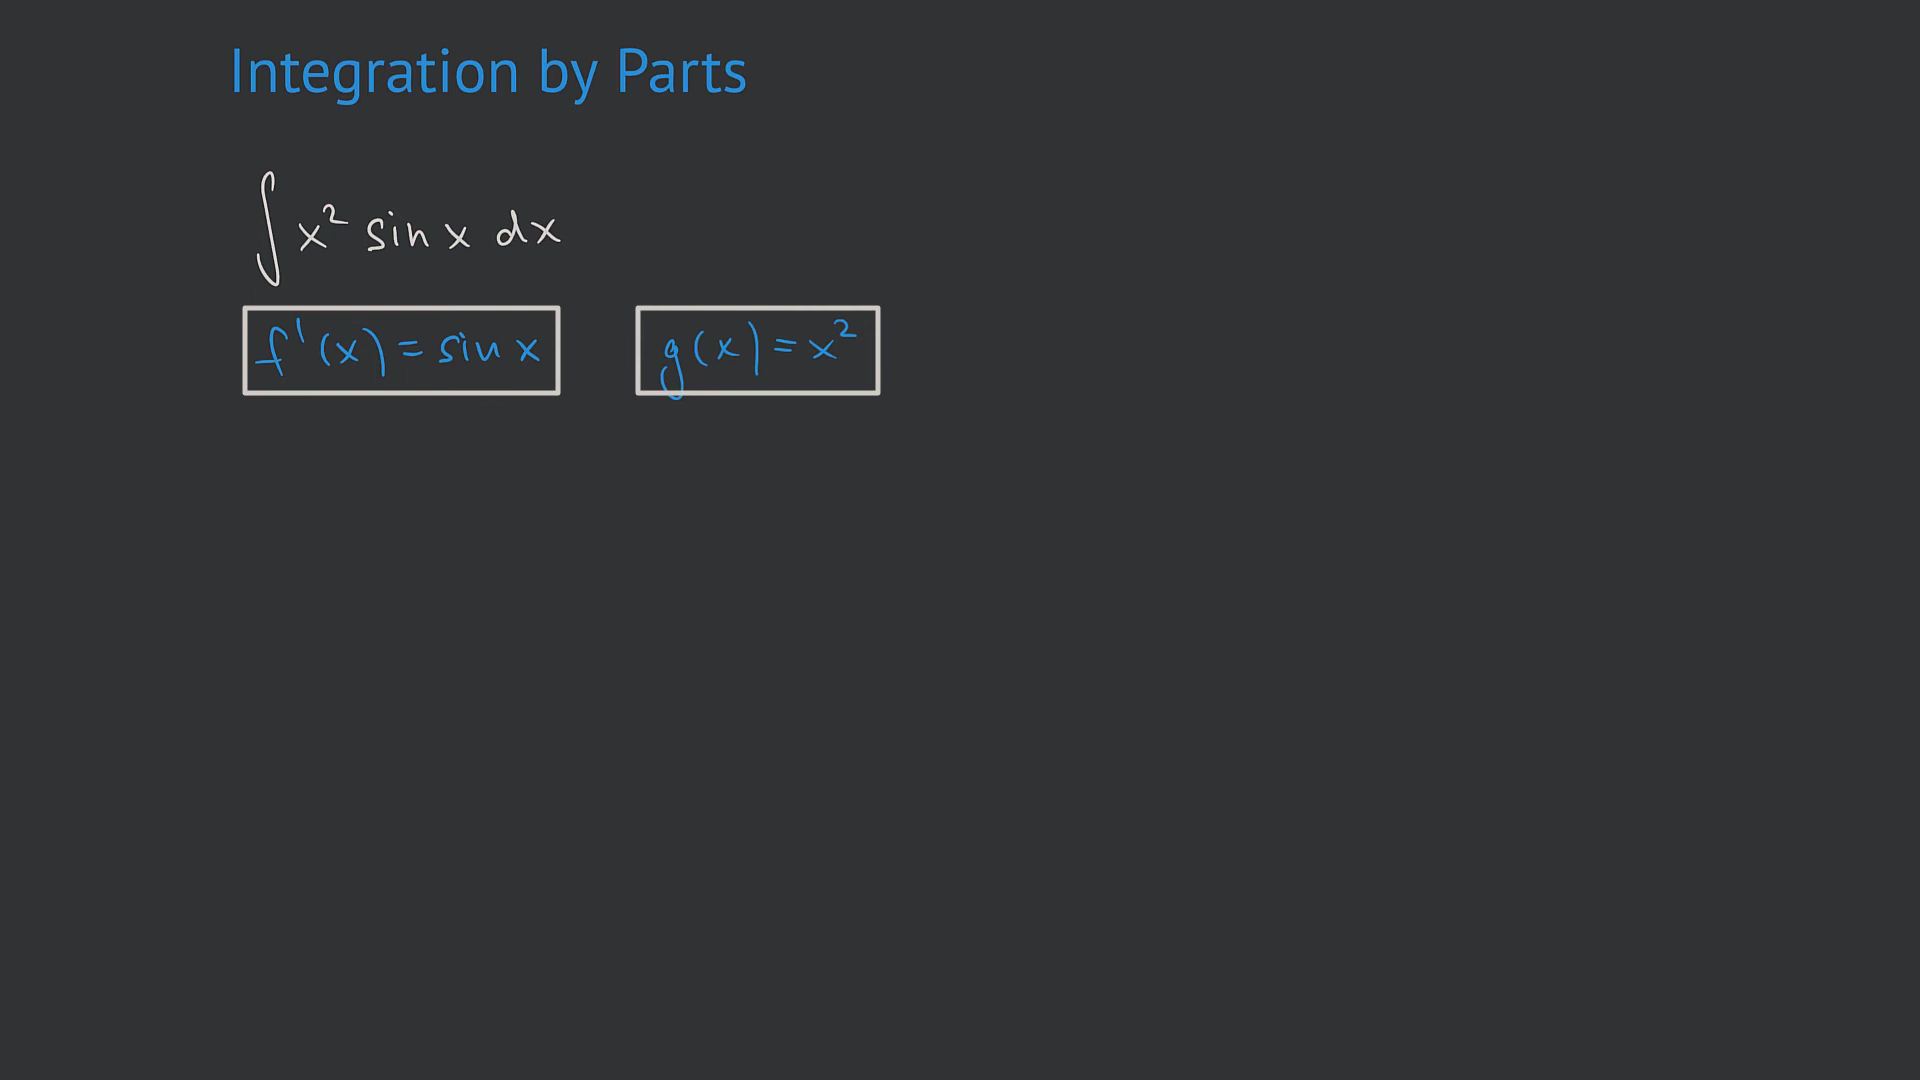 Integration by Parts
∫ x² sin x dx
f'(x) = sin x g(x) = x²